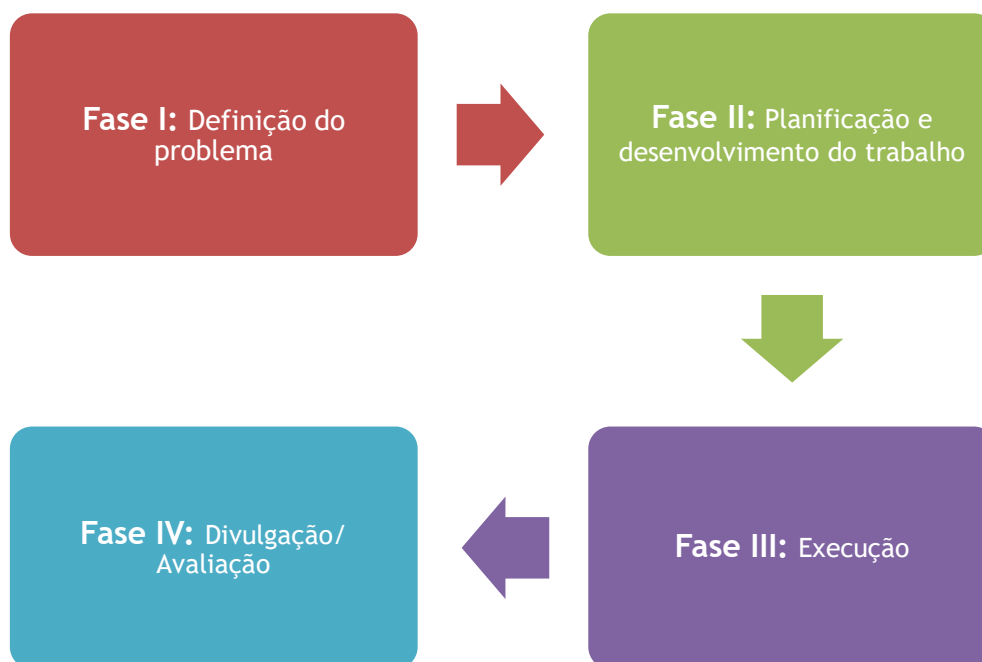 Fase I: Definição do
problema
Fase II: Planificação e
desenvolvimento do trabalho
Fase III: Execução
Fase IV: Divulgação/
Avaliação